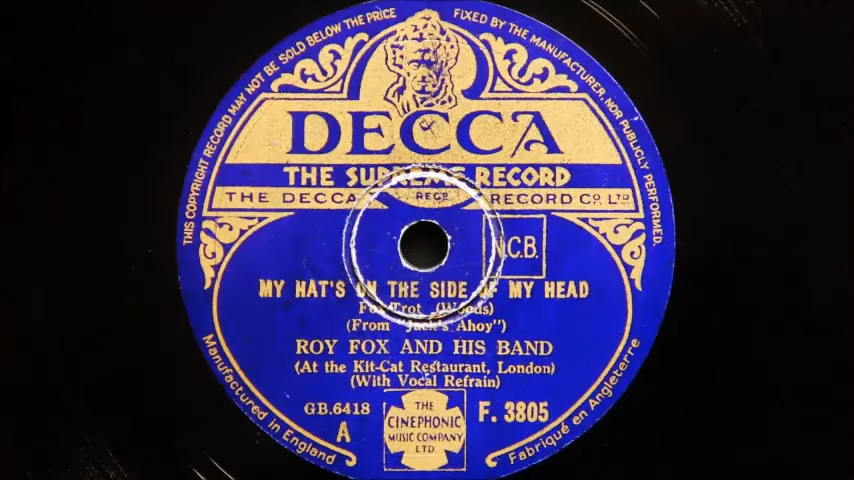 THIS COPYRIGHT RECORD MAY NOT BE SOLD BELOW THE PRICE FIXED BY THE MANUFACTURER, NOR PUBLICLY PERFORMED.
DECCA
THE SUPREME RECORD
THE DECCA REGD RECORD CO. LTD
N.C.B.
MY HAT'S ON THE SIDE OF MY HEAD
Fox-Trot (Woods)
(From "Jack's Ahoy")
ROY FOX AND HIS BAND
(At the Kit-Cat Restaurant, London)
(With Vocal Refrain)
GB.6418
A
THE
CINEPHONIC
MUSIC COMPANY
LTD
F. 3805
Manufactured in England
Fabriqué en Angleterre